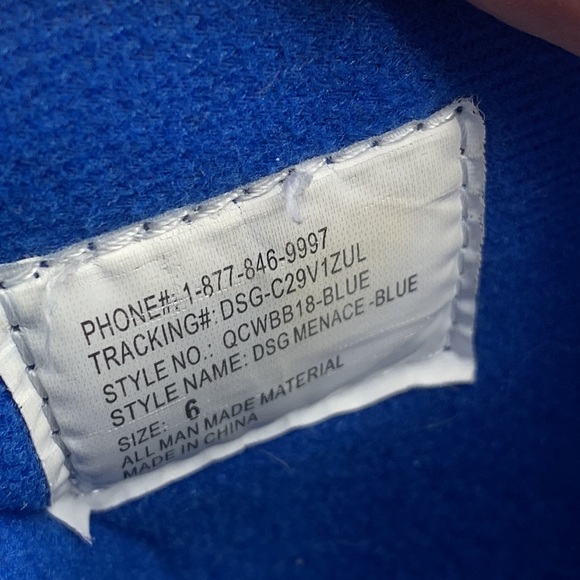 PHONE#: 1-877-846-9997
TRACKING#: DSG-C29V1ZUL
STYLE NO.: QCWBB18-BLUE
STYLE NAME: DSG MENACE -BLUE
SIZE: 6
ALL MAN MADE MATERIAL
MADE IN CHINA